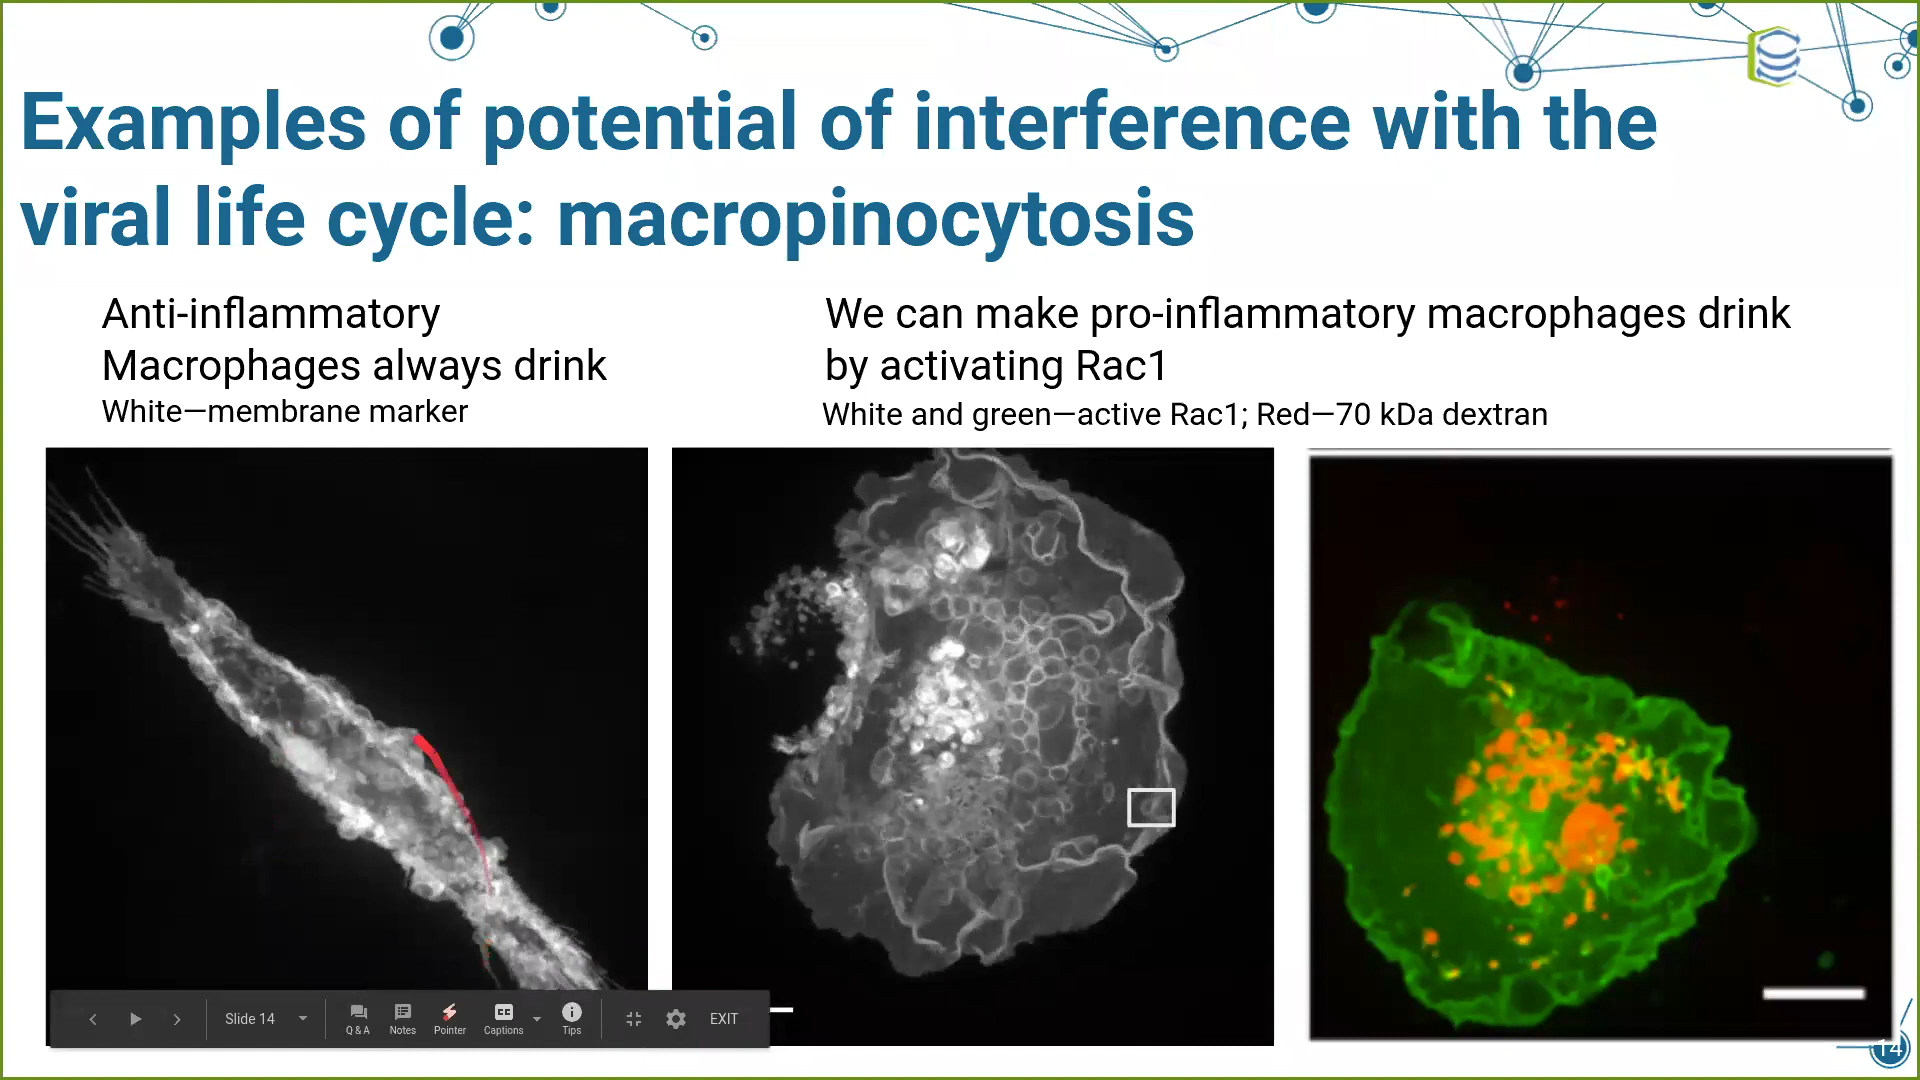 Examples of potential of interference with the
viral life cycle: macropinocytosis
Anti-inflammatory
Macrophages always drink
White—membrane marker
We can make pro-inflammatory macrophages drink
by activating Rac1
White and green—active Rac1; Red—70 kDa dextran
Slide 14
Q & A
Notes
Pointer
CC
Captions
Tips
EXIT
14